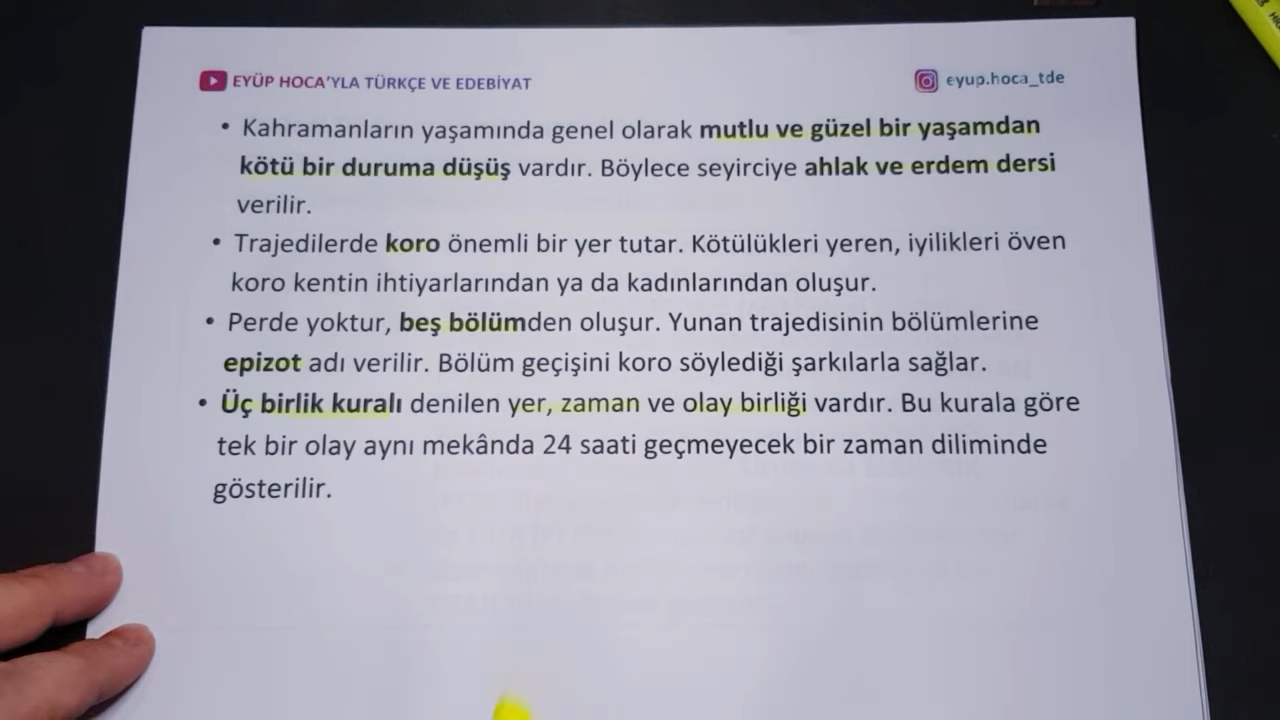 EYÜP HOCA'YLA TÜRKÇE VE EDEBİYAT
eyup.hoca_tde
• Kahramanların yaşamında genel olarak mutlu ve güzel bir yaşamdan
kötü bir duruma düşüş vardır. Böylece seyirciye ahlak ve erdem dersi
verilir.
• Trajedilerde koro önemli bir yer tutar. Kötülükleri yeren, iyilikleri öven
koro kentin ihtiyarlarından ya da kadınlarından oluşur.
• Perde yoktur, beş bölümden oluşur. Yunan trajedisinin bölümlerine
epizot adı verilir. Bölüm geçişini koro söylediği şarkılarla sağlar.
• Üç birlik kuralı denilen yer, zaman ve olay birliği vardır. Bu kurala göre
tek bir olay aynı mekânda 24 saati geçmeyecek bir zaman diliminde
gösterilir.